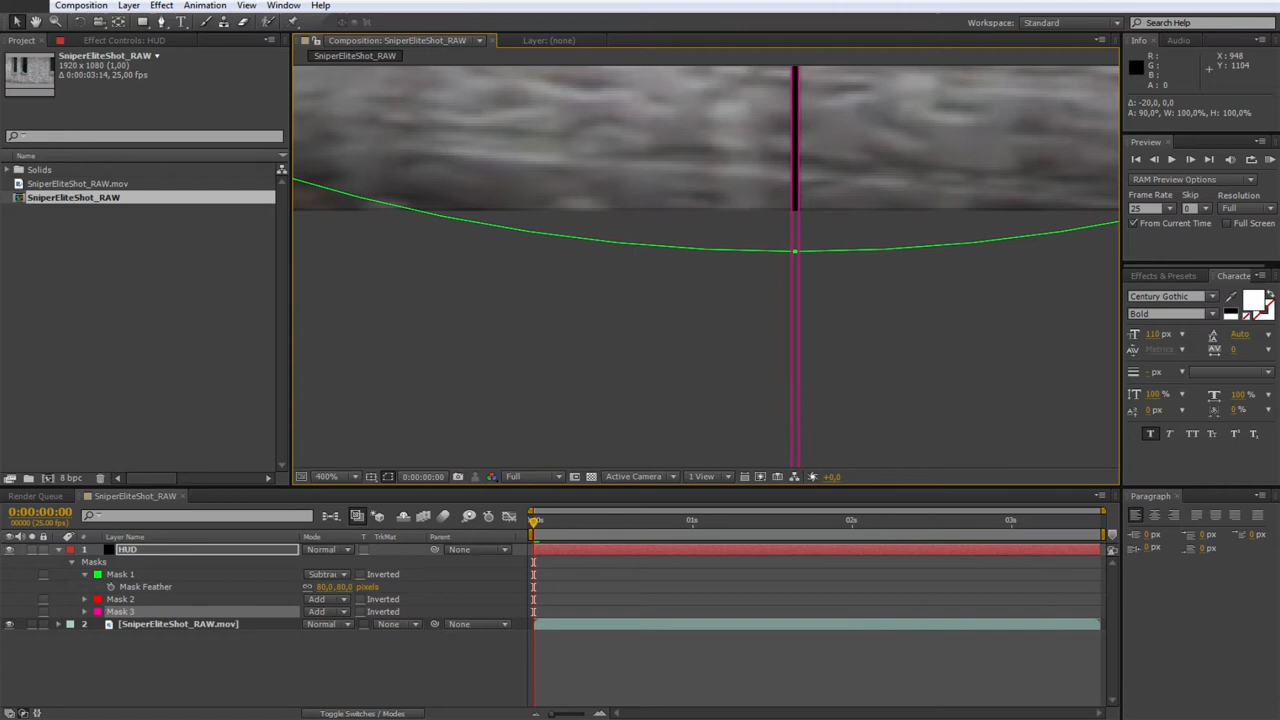 Composition Layer Effect Animation View Window Help
Workspace: Standard Search Help
Project Effect Controls: HUD Composition: SniperEliteShot_RAW Layer: (none) Info Audio
SniperEliteShot_RAW
1920 x 1080 (1,00)
Δ 0:00:03:14, 25,00 fps
SniperEliteShot_RAW
R :
G :
B :
A : 0
X : 948
Y : 1104
Δ: -20,0, 0,0
A: 90,0°, W: 100,0%, H: 100,0%
Name
Solids
SniperEliteShot_RAW.mov
SniperEliteShot_RAW
Preview
RAM Preview Options
Frame Rate Skip Resolution
25 0 Full
From Current Time Full Screen
Effects & Presets Characte
Century Gothic
Bold
110 px Auto
Metrics 0
- px
100 % 100 %
0 px 0 %
T T TT Tт T¹ T₁
8 bpc
400% 0:00:00:00 Full Active Camera 1 View +0,0
Render Queue SniperEliteShot_RAW Paragraph
0:00:00:00
00000 (25.00 fps)
01s 02s 03s
# Layer Name Mode T TrkMat Parent
1 HUD Normal None
Masks
Mask 1 Subtrac Inverted
Mask Feather 80,0,80,0 pixels
Mask 2 Add Inverted
Mask 3 Add Inverted
2 [SniperEliteShot_RAW.mov] Normal None None
0 px 0 px 0 px
0 px 0 px
Toggle Switches / Modes